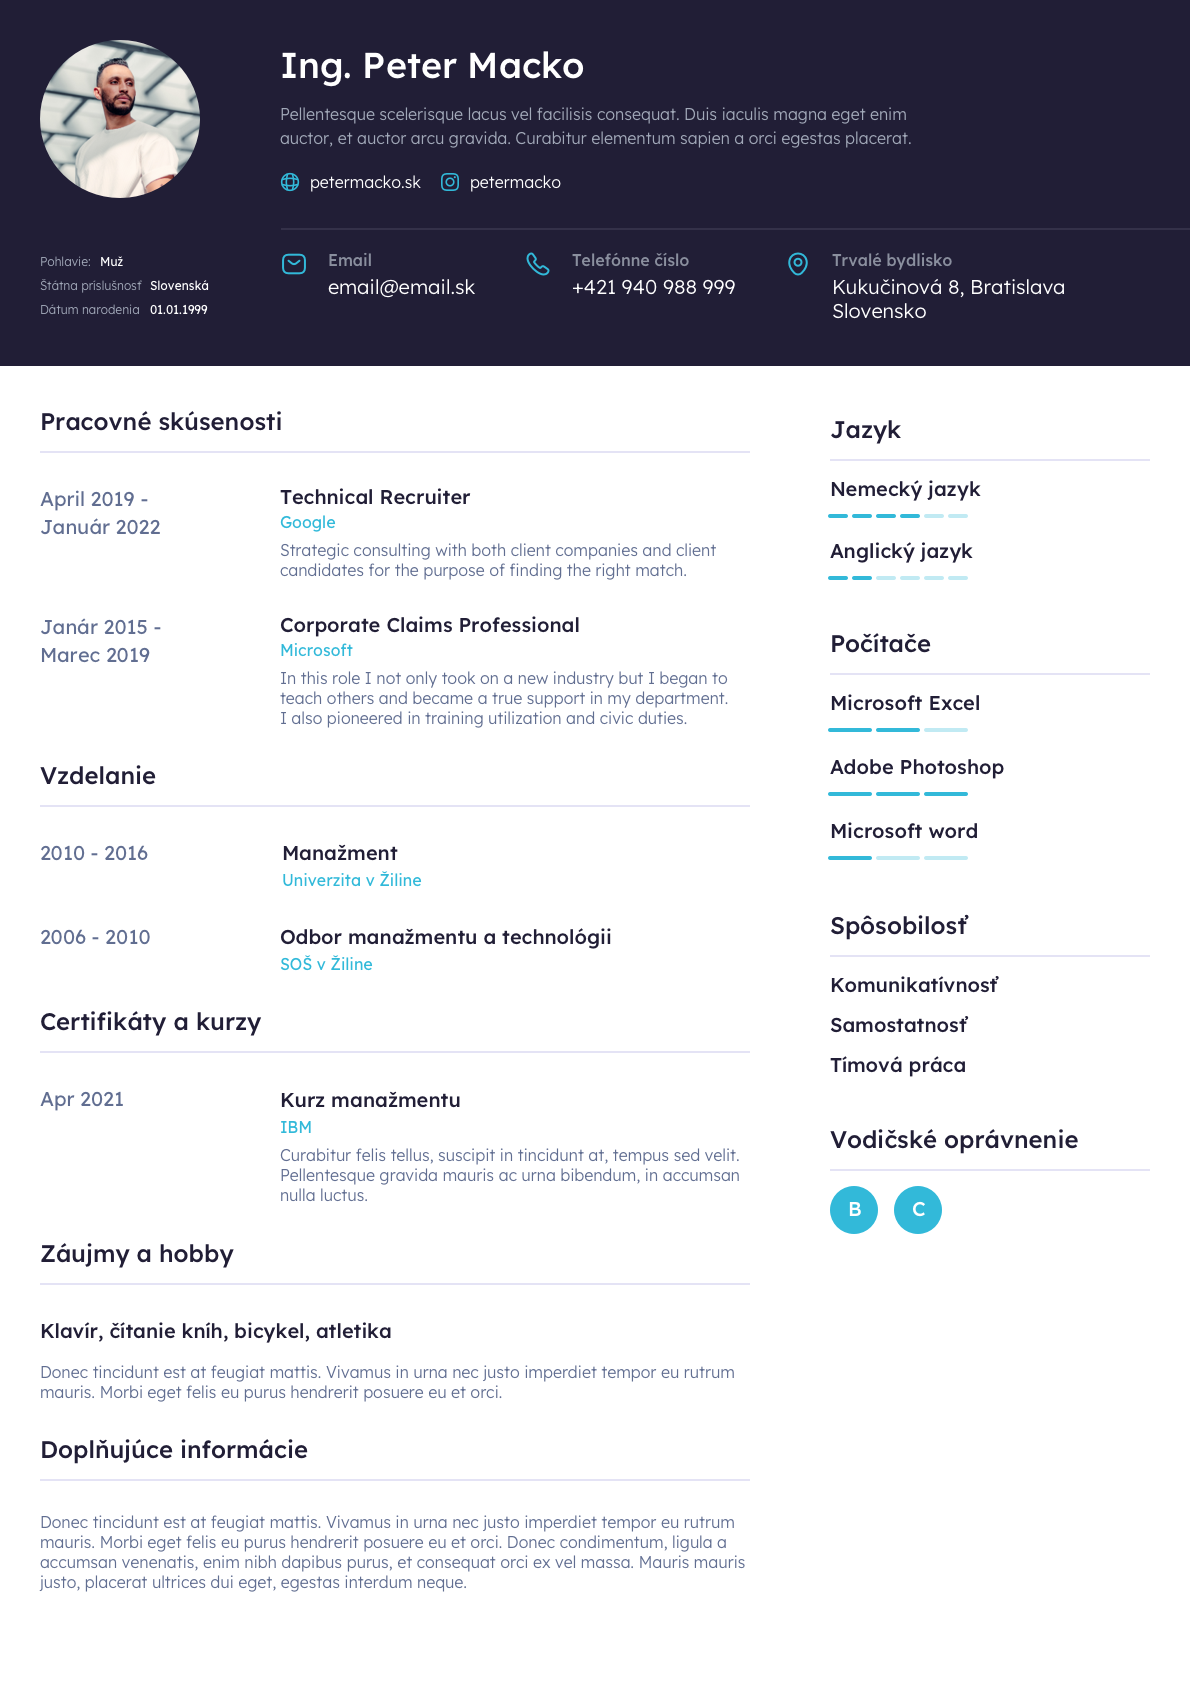 Ing. Peter Macko
Pellentesque scelerisque lacus vel facilisis consequat. Duis iaculis magna eget enim
auctor, et auctor arcu gravida. Curabitur elementum sapien a orci egestas placerat.
petermacko.sk petermacko
Pohlavie: Muž
Štátna príslušnosť Slovenská
Dátum narodenia 01.01.1999
Email
email@email.sk
Telefónne číslo
+421 940 988 999
Trvalé bydlisko
Kukučinová 8, Bratislava
Slovensko
Pracovné skúsenosti
April 2019 -
Január 2022
Technical Recruiter
Google
Strategic consulting with both client companies and client
candidates for the purpose of finding the right match.
Janár 2015 -
Marec 2019
Corporate Claims Professional
Microsoft
In this role I not only took on a new industry but I began to
teach others and became a true support in my department.
I also pioneered in training utilization and civic duties.
Vzdelanie
2010 - 2016
Manažment
Univerzita v Žiline
2006 - 2010
Odbor manažmentu a technológii
SOŠ v Žiline
Certifikáty a kurzy
Apr 2021
Kurz manažmentu
IBM
Curabitur felis tellus, suscipit in tincidunt at, tempus sed velit.
Pellentesque gravida mauris ac urna bibendum, in accumsan
nulla luctus.
Záujmy a hobby
Klavír, čítanie kníh, bicykel, atletika
Donec tincidunt est at feugiat mattis. Vivamus in urna nec justo imperdiet tempor eu rutrum
mauris. Morbi eget felis eu purus hendrerit posuere eu et orci.
Doplňujúce informácie
Donec tincidunt est at feugiat mattis. Vivamus in urna nec justo imperdiet tempor eu rutrum
mauris. Morbi eget felis eu purus hendrerit posuere eu et orci. Donec condimentum, ligula a
accumsan venenatis, enim nibh dapibus purus, et consequat orci ex vel massa. Mauris mauris
justo, placerat ultrices dui eget, egestas interdum neque.
Jazyk
Nemecký jazyk
Anglický jazyk
Počítače
Microsoft Excel
Adobe Photoshop
Microsoft word
Spôsobilosť
Komunikatívnosť
Samostatnosť
Tímová práca
Vodičské oprávnenie
B C